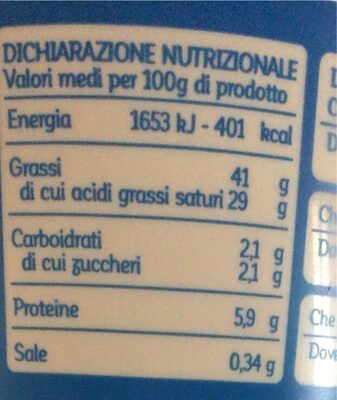 DICHIARAZIONE NUTRIZIONALE
Valori medi per 100g di prodotto
Energia 1653 kJ - 401 kcal
Grassi 41 g
di cui acidi grassi saturi 29 g
Carboidrati 2,1 g
di cui zuccheri 2,1 g
Proteine 5,9 g
Sale 0,34 g
Che
Dove